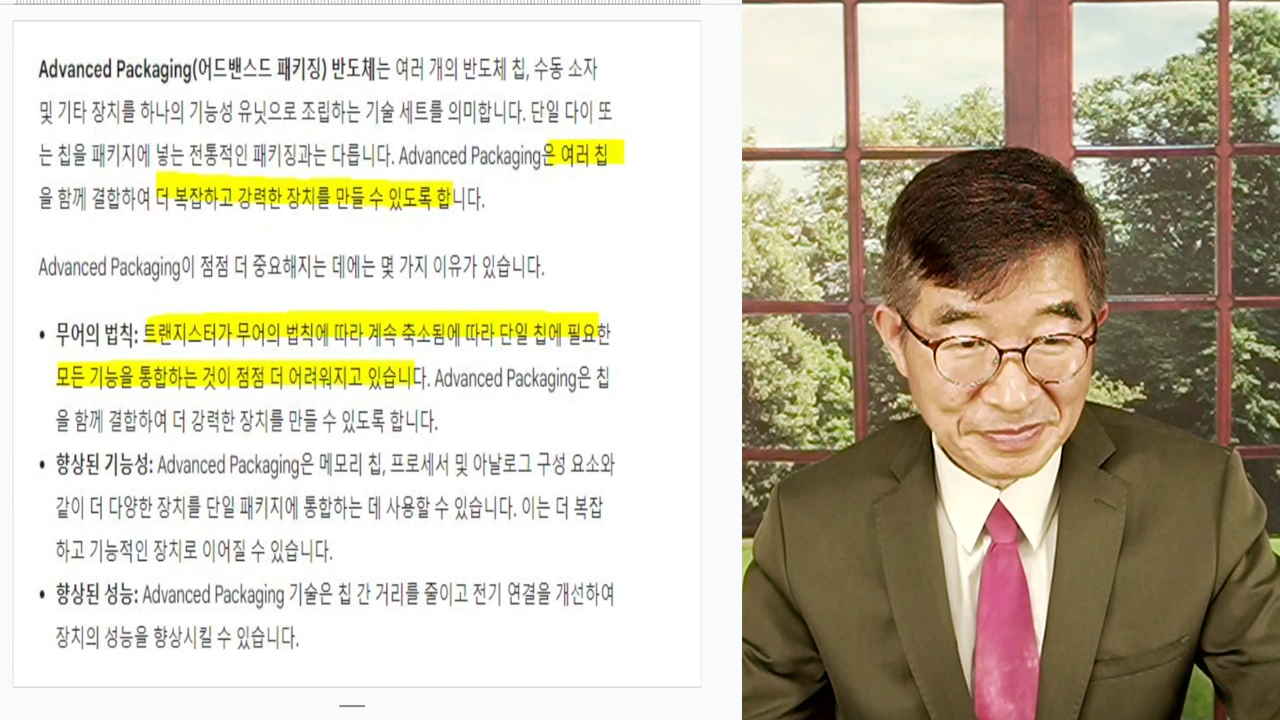 Advanced Packaging(어드밴스드 패키징) 반도체는 여러 개의 반도체 칩, 수동 소자
및 기타 장치를 하나의 기능성 유닛으로 조립하는 기술 세트를 의미합니다. 단일 다이 또
는 칩을 패키지에 넣는 전통적인 패키징과는 다릅니다. Advanced Packaging은 여러 칩
을 함께 결합하여 더 복잡하고 강력한 장치를 만들 수 있도록 합니다.
Advanced Packaging이 점점 더 중요해지는 데에는 몇 가지 이유가 있습니다.
• 무어의 법칙: 트랜지스터가 무어의 법칙에 따라 계속 축소됨에 따라 단일 칩에 필요한
모든 기능을 통합하는 것이 점점 더 어려워지고 있습니다. Advanced Packaging은 칩
을 함께 결합하여 더 강력한 장치를 만들 수 있도록 합니다.
• 향상된 기능성: Advanced Packaging은 메모리 칩, 프로세서 및 아날로그 구성 요소와
같이 더 다양한 장치를 단일 패키지에 통합하는 데 사용할 수 있습니다. 이는 더 복잡
하고 기능적인 장치로 이어질 수 있습니다.
• 향상된 성능: Advanced Packaging 기술은 칩 간 거리를 줄이고 전기 연결을 개선하여
장치의 성능을 향상시킬 수 있습니다.